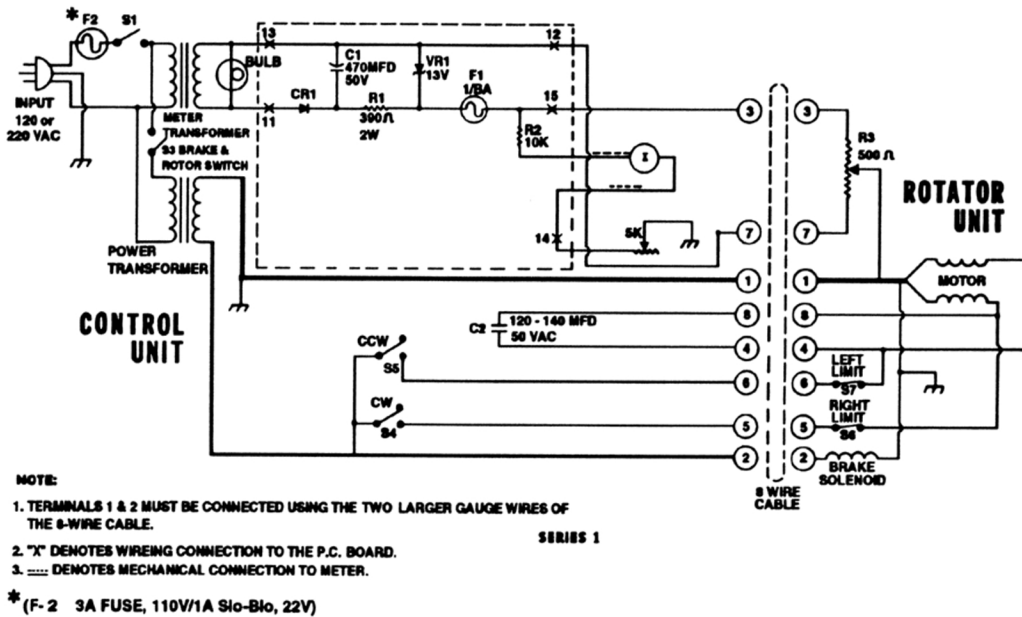 * F2 S1
INPUT
120 or
220 VAC
METER
TRANSFORMER
S3 BRAKE &
ROTOR SWITCH
POWER
TRANSFORMER
BULB
13
11
CR1
C1
470MFD
50V
R1
390Ω
2W
VR1
13V
F1
1/8A
12
15
R2
10K
I
14
5K
CONTROL
UNIT
CCW
S5
CW
S4
C2
120 - 140 MFD
50 VAC
3 3
7 7
1 1
8 8
4 4
6 6
5 5
2 2
R3
500 Ω
ROTATOR
UNIT
MOTOR
LEFT
LIMIT
S7
RIGHT
LIMIT
S6
BRAKE
SOLENOID
8 WIRE
CABLE
NOTE:
1. TERMINALS 1 & 2 MUST BE CONNECTED USING THE TWO LARGER GAUGE WIRES OF
THE 8-WIRE CABLE.
SERIES 1
2. "X" DENOTES WIREING CONNECTION TO THE P.C. BOARD.
3. ----- DENOTES MECHANICAL CONNECTION TO METER.
* (F- 2 3A FUSE, 110V/1A Slo-Blo, 22V)